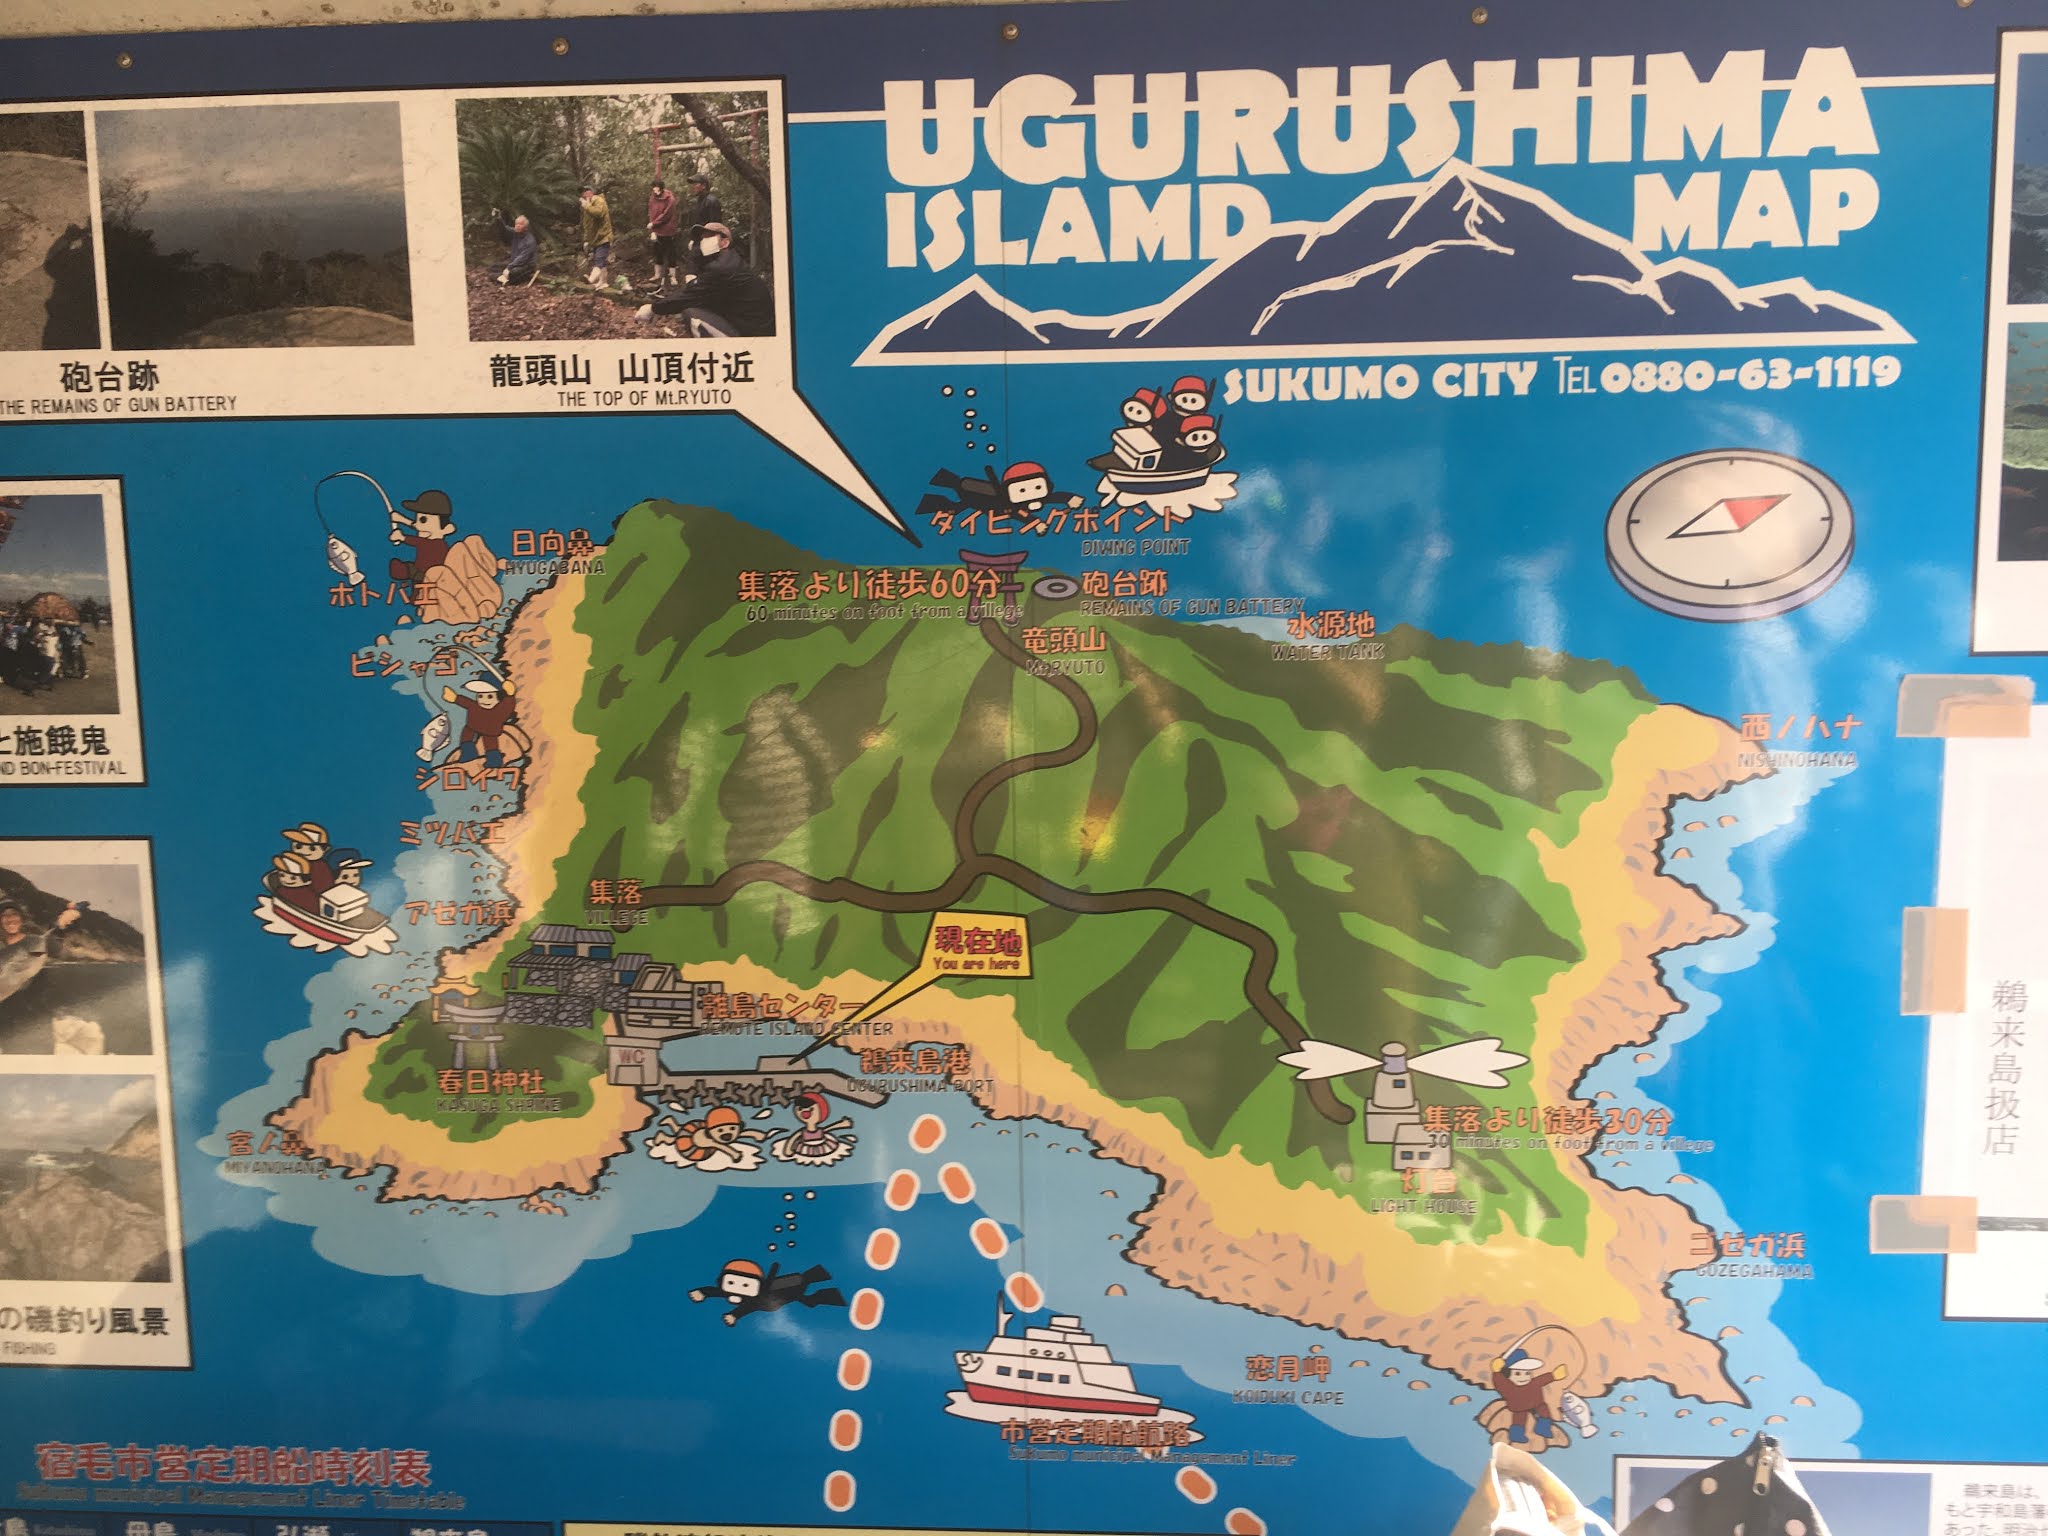 UGURUSHIMA
ISLAMD MAP
SUKUMO CITY TEL 0880-63-1119
砲台跡
THE REMAINS OF GUN BATTERY
龍頭山 山頂付近
THE TOP OF Mt.RYUTO
ダイビングポイント
DIVING POINT
日向鼻
HYUGABANA
ホトバエ
集落より徒歩60分
60 minutes on foot from a villege
砲台跡
REMAINS OF GUN BATTERY
竜頭山
Mt.RYUTO
水源地
WATER TANK
ビシャゴ
西ノハナ
NISHINOHANA
と施餓鬼
ND BON-FESTIVAL
シロイワ
ミツバエ
集落
VILLEGE
アゼガ浜
現在地
You are here
離島センター
REMOTE ISLAND CENTER
WC
鵜来島港
UGURUSHIMA PORT
春日神社
KASUGA SHRINE
宮ノ鼻
MIYANOHANA
集落より徒歩30分
30 minutes on foot from a villege
灯台
LIGHT HOUSE
鵜来島扱店
ゴゼガ浜
GOZEGAHAMA
の磯釣り風景
FISHING
恋月岬
KOIDUKI CAPE
市営定期船航路
Sukumo municipal Management Liner
宿毛市営定期船時刻表
Sukumo municipal Management Liner Timetable
母島
弘瀬
鵜来島
鵜来島は、
もと宇和島藩